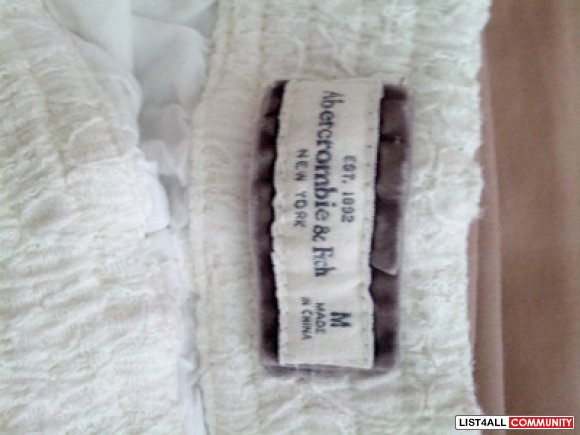 EST. 1892
Abercrombie & Fitch
NEW YORK
M
MADE
IN CHINA
LIST4ALL COMMUNITY